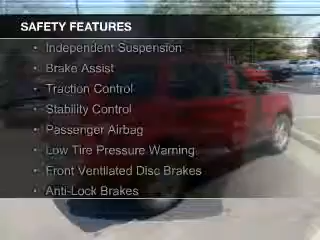 SAFETY FEATURES
• Independent Suspension
• Brake Assist
• Traction Control
• Stability Control
• Passenger Airbag
• Low Tire Pressure Warning
• Front Ventilated Disc Brakes
• Anti-Lock Brakes